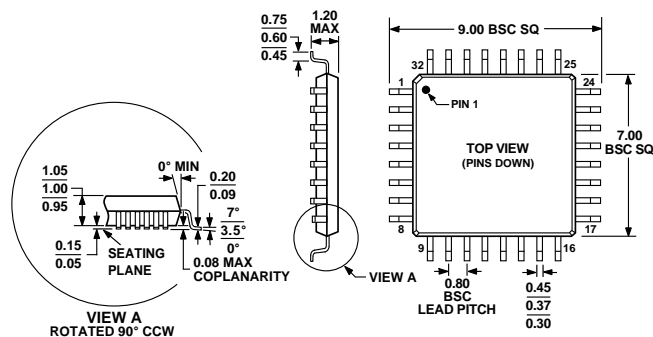 0.75
0.60
0.45
1.20
MAX
9.00 BSC SQ
32
25
1
24
PIN 1
TOP VIEW
(PINS DOWN)
7.00
BSC SQ
8
17
9
16
0.80
BSC
LEAD PITCH
0.45
0.37
0.30
VIEW A
1.05
1.00
0.95
0° MIN
0.20
0.09
7°
3.5°
0°
0.15
0.05
SEATING
PLANE
0.08 MAX
COPLANARITY
VIEW A
ROTATED 90° CCW